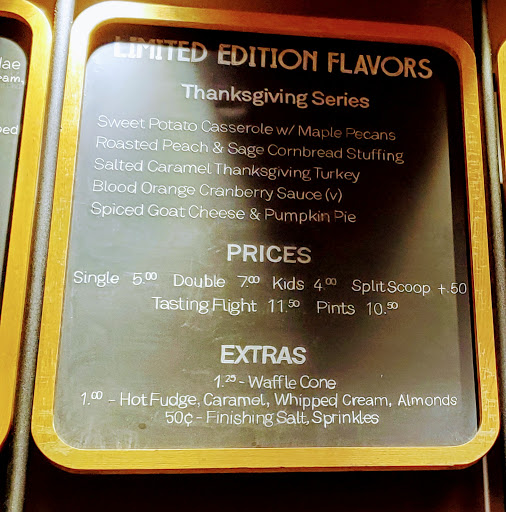 LIMITED EDITION FLAVORS
Thanksgiving Series
Sweet Potato Casserole w/ Maple Pecans
Roasted Peach & Sage Cornbread Stuffing
Salted Caramel Thanksgiving Turkey
Blood Orange Cranberry Sauce (v)
Spiced Goat Cheese & Pumpkin Pie
PRICES
Single 5.00 Double 7.00 Kids 4.00 Split Scoop +.50
Tasting Flight 11.50 Pints 10.50
EXTRAS
1.25 - Waffle Cone
1.00 - Hot Fudge, Caramel, Whipped Cream, Almonds
50¢ - Finishing Salt, Sprinkles